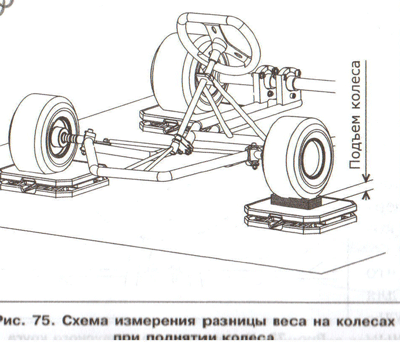 Подъем колеса
Рис. 75. Схема измерения разницы веса на колесах
при поднятии колеса